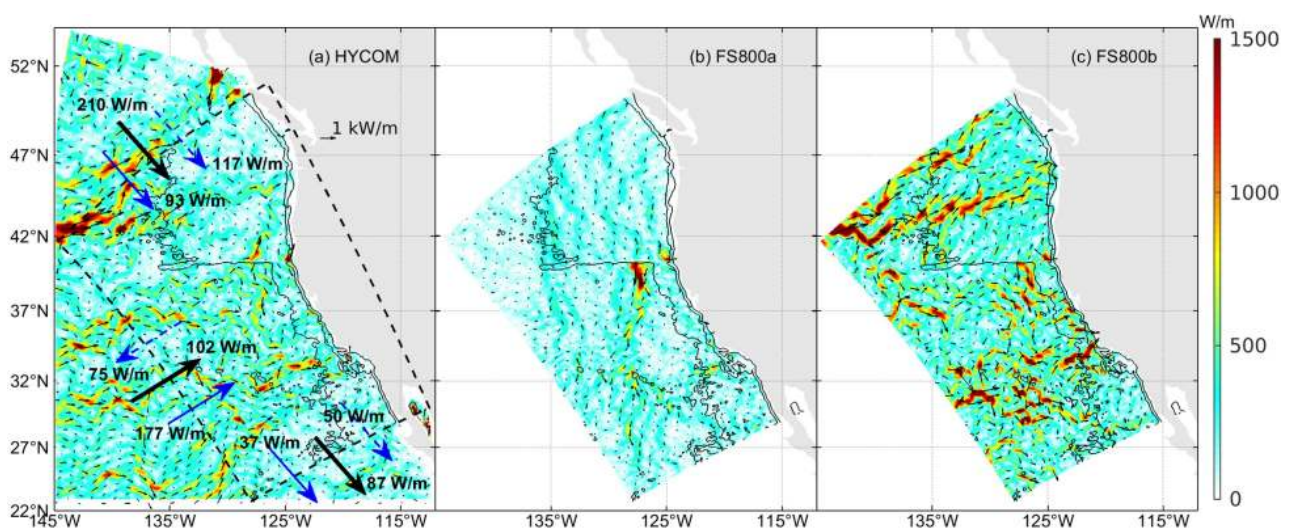 W/m
(a) HYCOM
(b) FS800a
(c) FS800b
1500
52°N
210 W/m
1 kW/m
47°N
117 W/m
93 W/m
1000
42°N
37°N
102 W/m
75 W/m
500
32°N
177 W/m
37 W/m
50 W/m
27°N
87 W/m
0
22°N
145°W 135°W 125°W 115°W 135°W 125°W 115°W 135°W 125°W 115°W